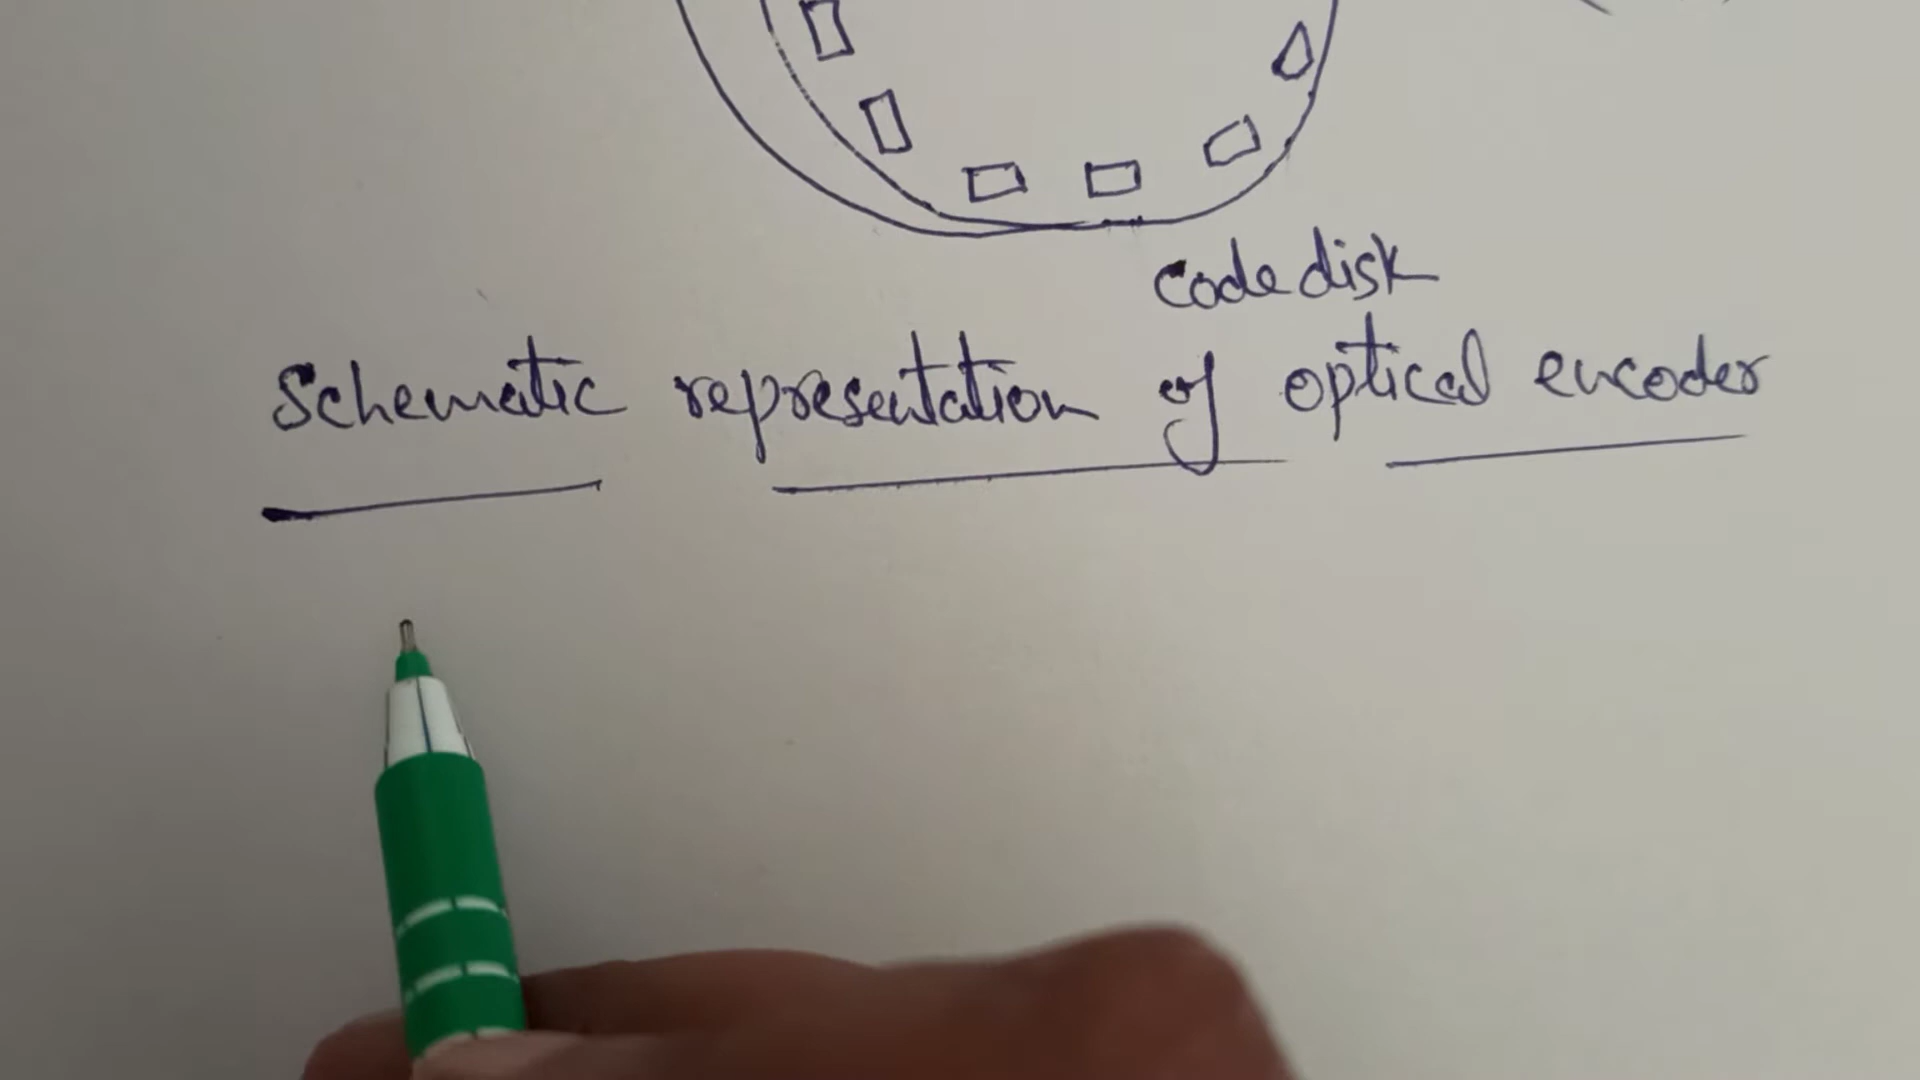 Code disk
Schematic representation of optical encoder